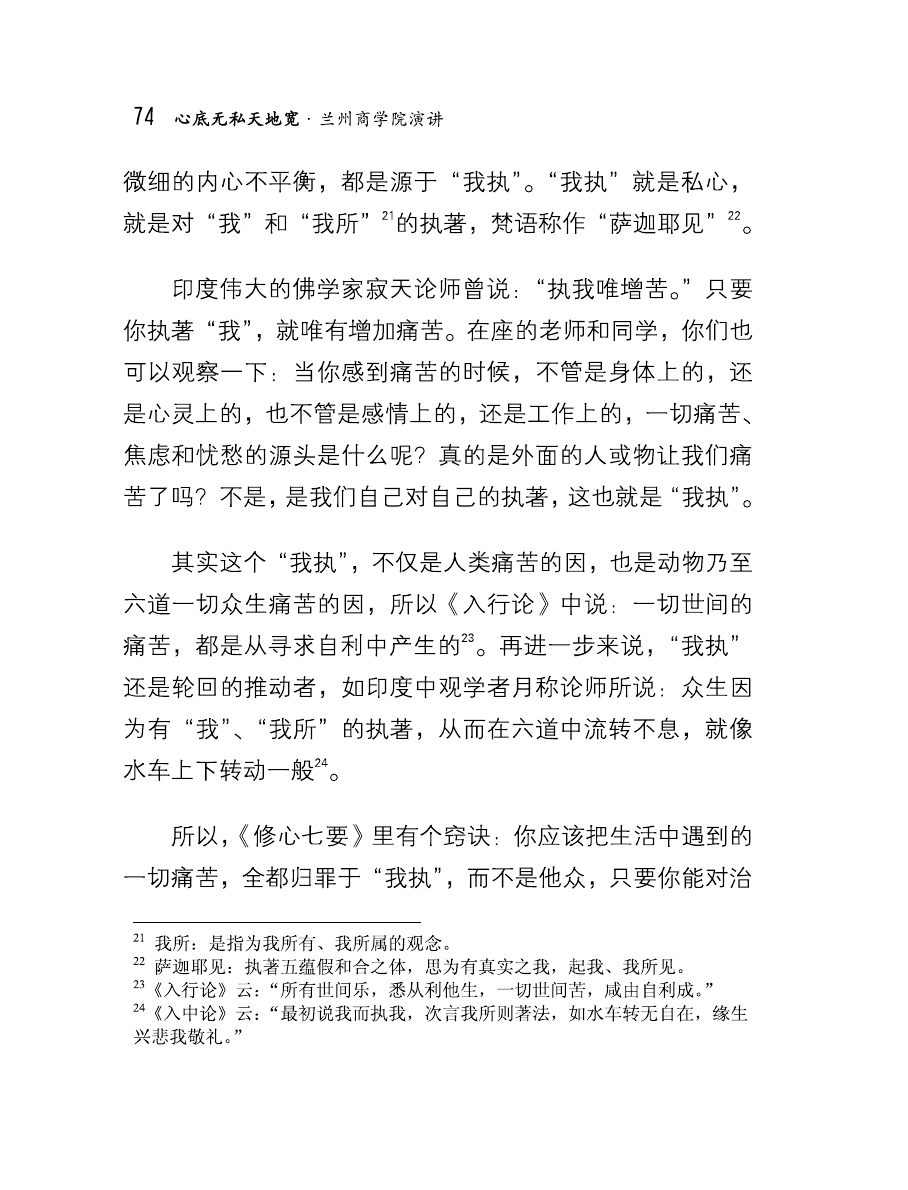 74 心底无私天地宽·兰州商学院演讲
微细的内心不平衡，都是源于“我执”。“我执”就是私心，
就是对“我”和“我所”21的执著，梵语称作“萨迦耶见”22。
印度伟大的佛学家寂天论师曾说：“执我唯增苦。”只要
你执著“我”，就唯有增加痛苦。在座的老师和同学，你们也
可以观察一下：当你感到痛苦的时候，不管是身体上的，还
是心灵上的，也不管是感情上的，还是工作上的，一切痛苦、
焦虑和忧愁的源头是什么呢？真的是外面的人或物让我们痛
苦了吗？不是，是我们自己对自己的执著，这也就是“我执”。
其实这个“我执”，不仅是人类痛苦的因，也是动物乃至
六道一切众生痛苦的因，所以《入行论》中说：一切世间的
痛苦，都是从寻求自利中产生的23。再进一步来说，“我执”
还是轮回的推动者，如印度中观学者月称论师所说：众生因
为有“我”、“我所”的执著，从而在六道中流转不息，就像
水车上下转动一般24。
所以，《修心七要》里有个窍诀：你应该把生活中遇到的
一切痛苦，全都归罪于“我执”，而不是他众，只要你能对治
21 我所：是指为我所有、我所属的观念。
22 萨迦耶见：执著五蕴假和合之体，思为有真实之我，起我、我所见。
23《入行论》云：“所有世间乐，悉从利他生，一切世间苦，咸由自利成。”
24《入中论》云：“最初说我而执我，次言我所则著法，如水车转无自在，缘生
兴悲我敬礼。”